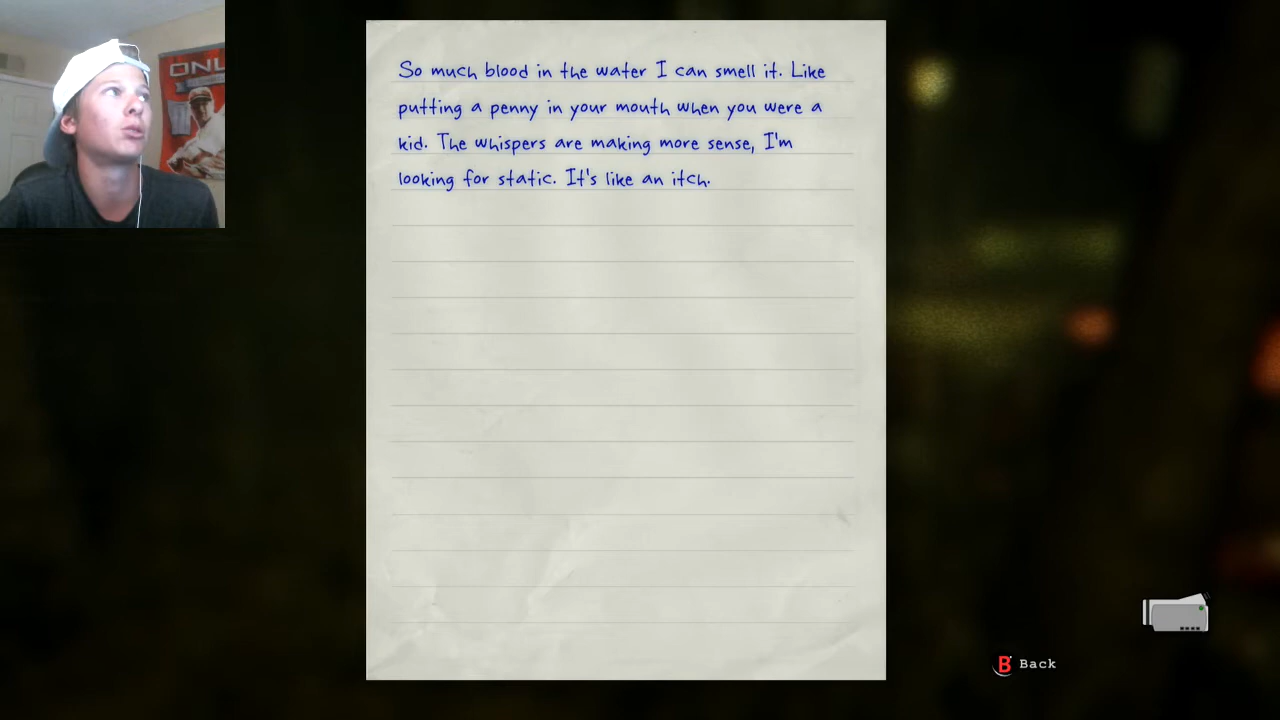 ONL
So much blood in the water I can smell it. Like
putting a penny in your mouth when you were a
kid. The whispers are making more sense, I'm
looking for static. It's like an itch.
B Back